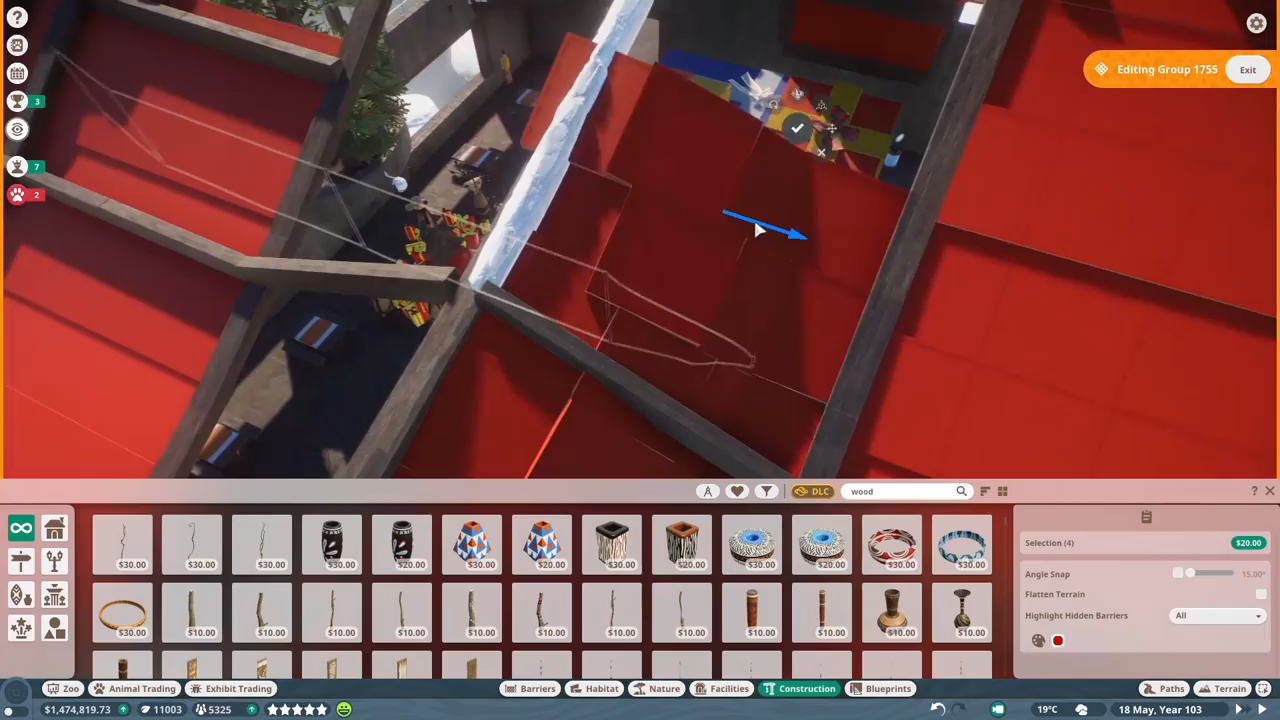 ?
Editing Group 1755
Exit
3
7
2
DLC
wood
? ×
$30.00 $30.00 $30.00 $30.00 $20.00 $30.00 $20.00 $30.00 $20.00 $30.00 $20.00 $30.00 $30.00
Selection (4) $20.00
Angle Snap 15.00°
Flatten Terrain
Highlight Hidden Barriers All
$30.00 $10.00 $10.00 $10.00 $10.00 $10.00 $10.00 $10.00 $10.00 $10.00 $10.00 $10.00 $10.00
Zoo Animal Trading Exhibit Trading Barriers Habitat Nature Facilities Construction Blueprints Paths Terrain
$1,474,819.73 11003 5325 19°C 18 May, Year 103